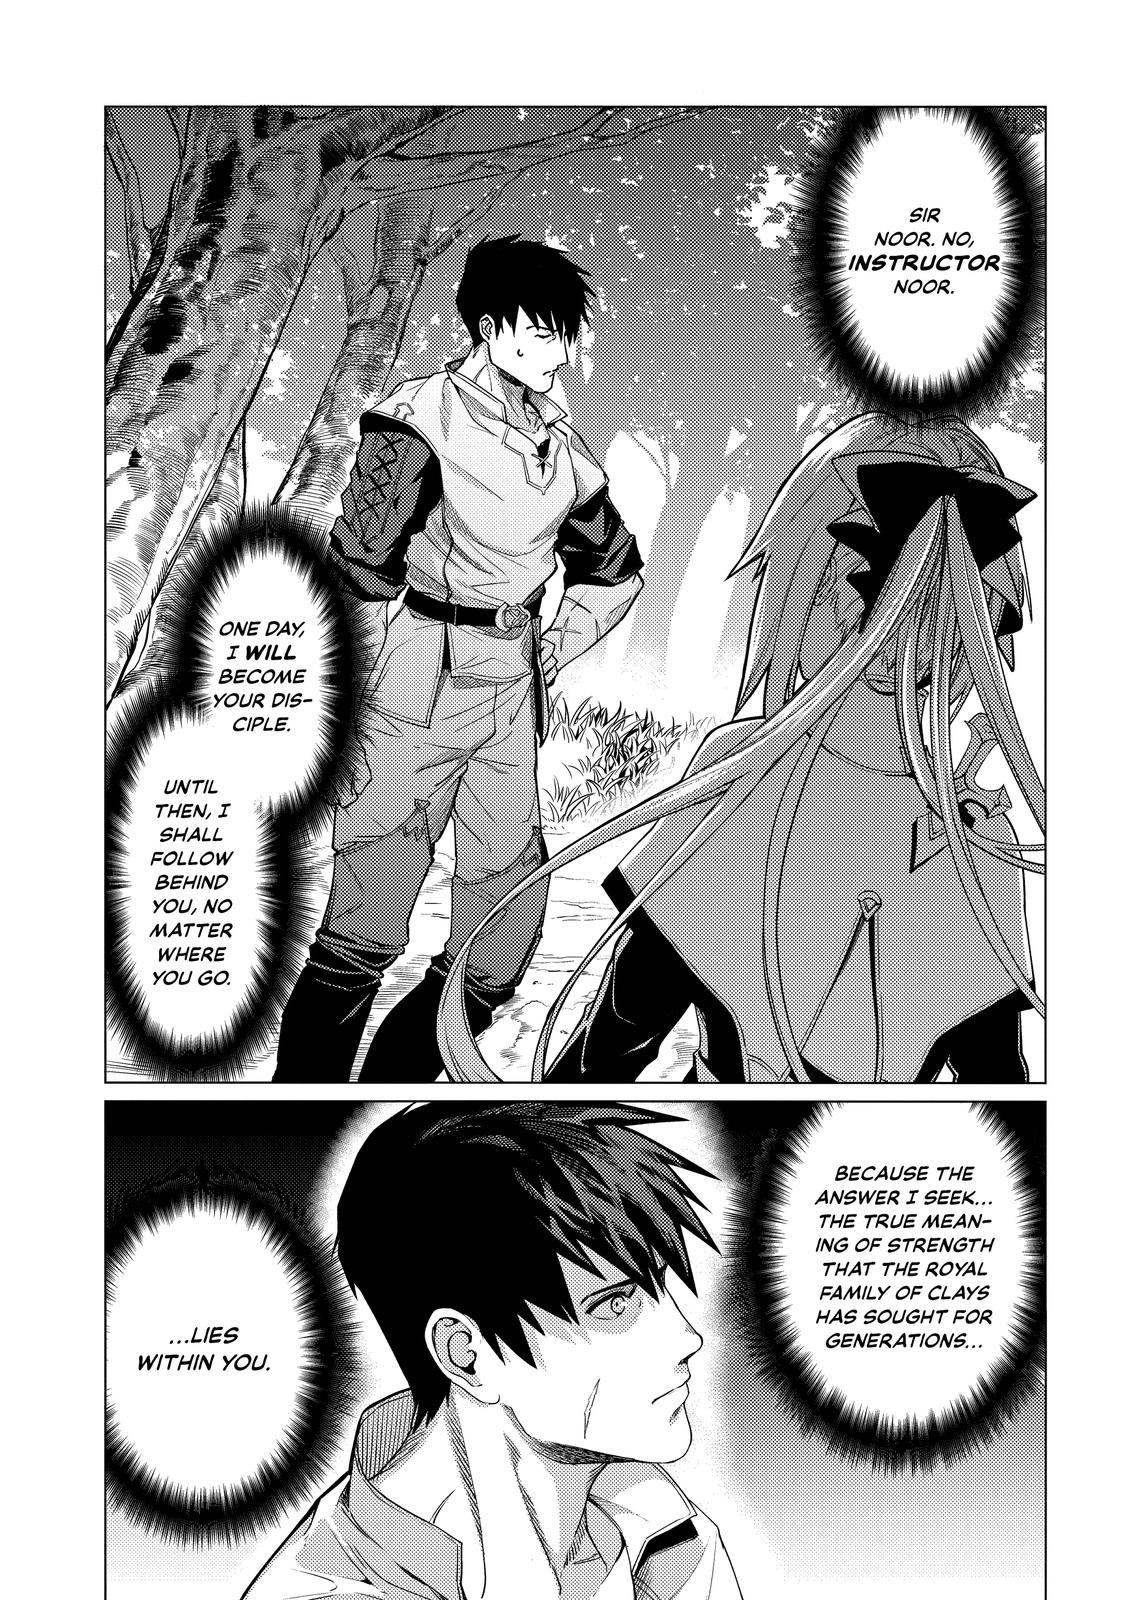 SIR
NOOR. NO,
INSTRUCTOR
NOOR.
ONE DAY,
I WILL
BECOME
YOUR DIS-
CIPLE.
UNTIL
THEN, I
SHALL
FOLLOW
BEHIND
YOU, NO
MATTER
WHERE
YOU GO.
BECAUSE THE
ANSWER I SEEK...
THE TRUE MEAN-
ING OF STRENGTH
THAT THE ROYAL
FAMILY OF CLAYS
HAS SOUGHT FOR
GENERATIONS...
...LIES
WITHIN YOU.